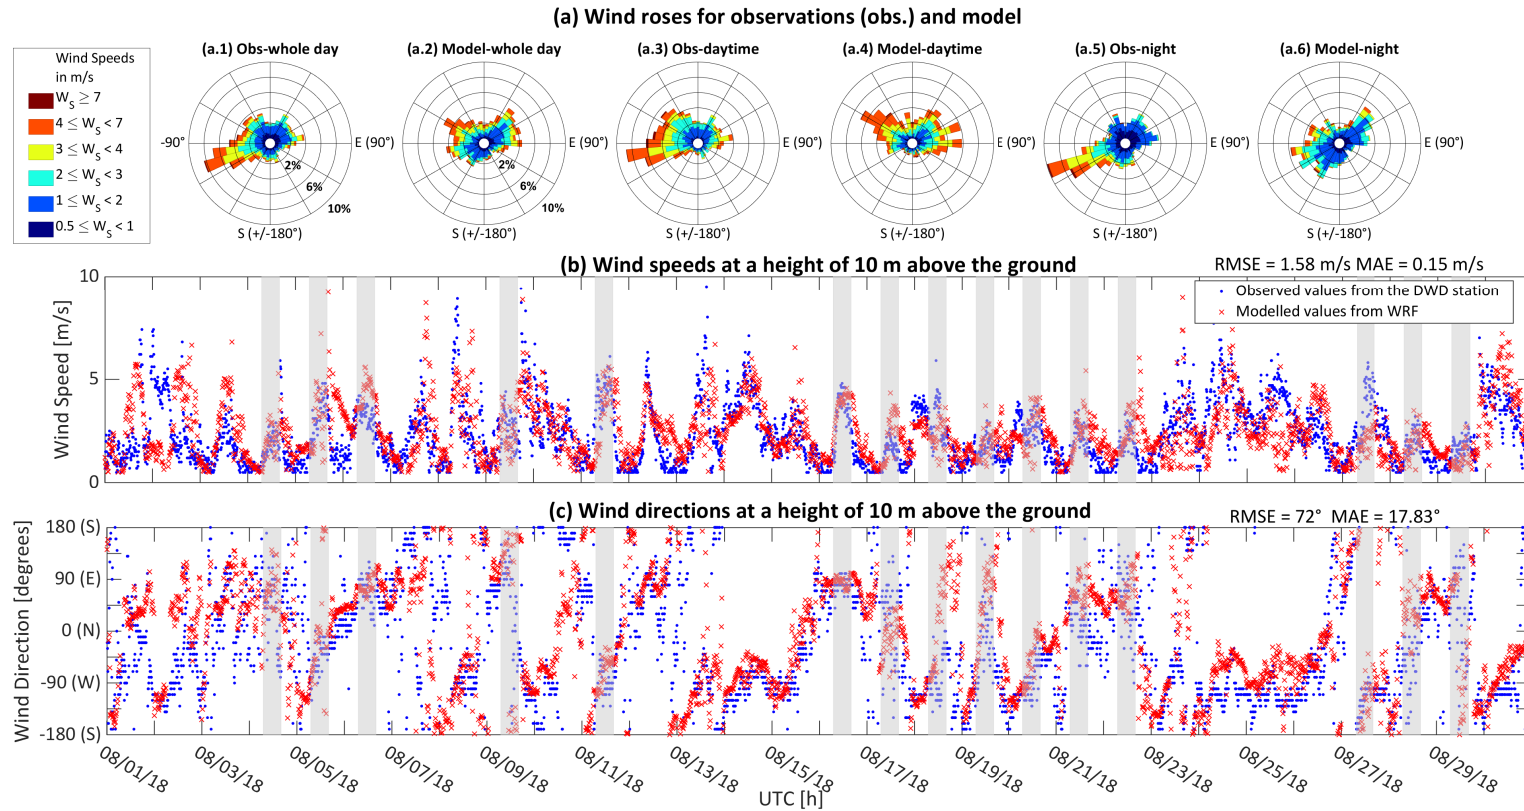 (a) Wind roses for observations (obs.) and model
Wind Speeds
in m/s
W_S ≥ 7
4 ≤ W_S < 7
3 ≤ W_S < 4
2 ≤ W_S < 3
1 ≤ W_S < 2
0.5 ≤ W_S < 1
(a.1) Obs-whole day
(a.2) Model-whole day
(a.3) Obs-daytime
(a.4) Model-daytime
(a.5) Obs-night
(a.6) Model-night
-90°
E (90°)
E (90°)
E (90°)
E (90°)
E (90°)
E (90°)
2%
6%
10%
2%
6%
10%
S (+/-180°)
S (+/-180°)
S (+/-180°)
S (+/-180°)
S (+/-180°)
S (+/-180°)
(b) Wind speeds at a height of 10 m above the ground
RMSE = 1.58 m/s MAE = 0.15 m/s
Observed values from the DWD station
Modelled values from WRF
Wind Speed [m/s]
10
5
0
(c) Wind directions at a height of 10 m above the ground
RMSE = 72° MAE = 17.83°
Wind Direction [degrees]
180 (S)
90 (E)
0 (N)
-90 (W)
-180 (S)
08/01/18
08/03/18
08/05/18
08/07/18
08/09/18
08/11/18
08/13/18
08/15/18
08/17/18
08/19/18
08/21/18
08/23/18
08/25/18
08/27/18
08/29/18
UTC [h]